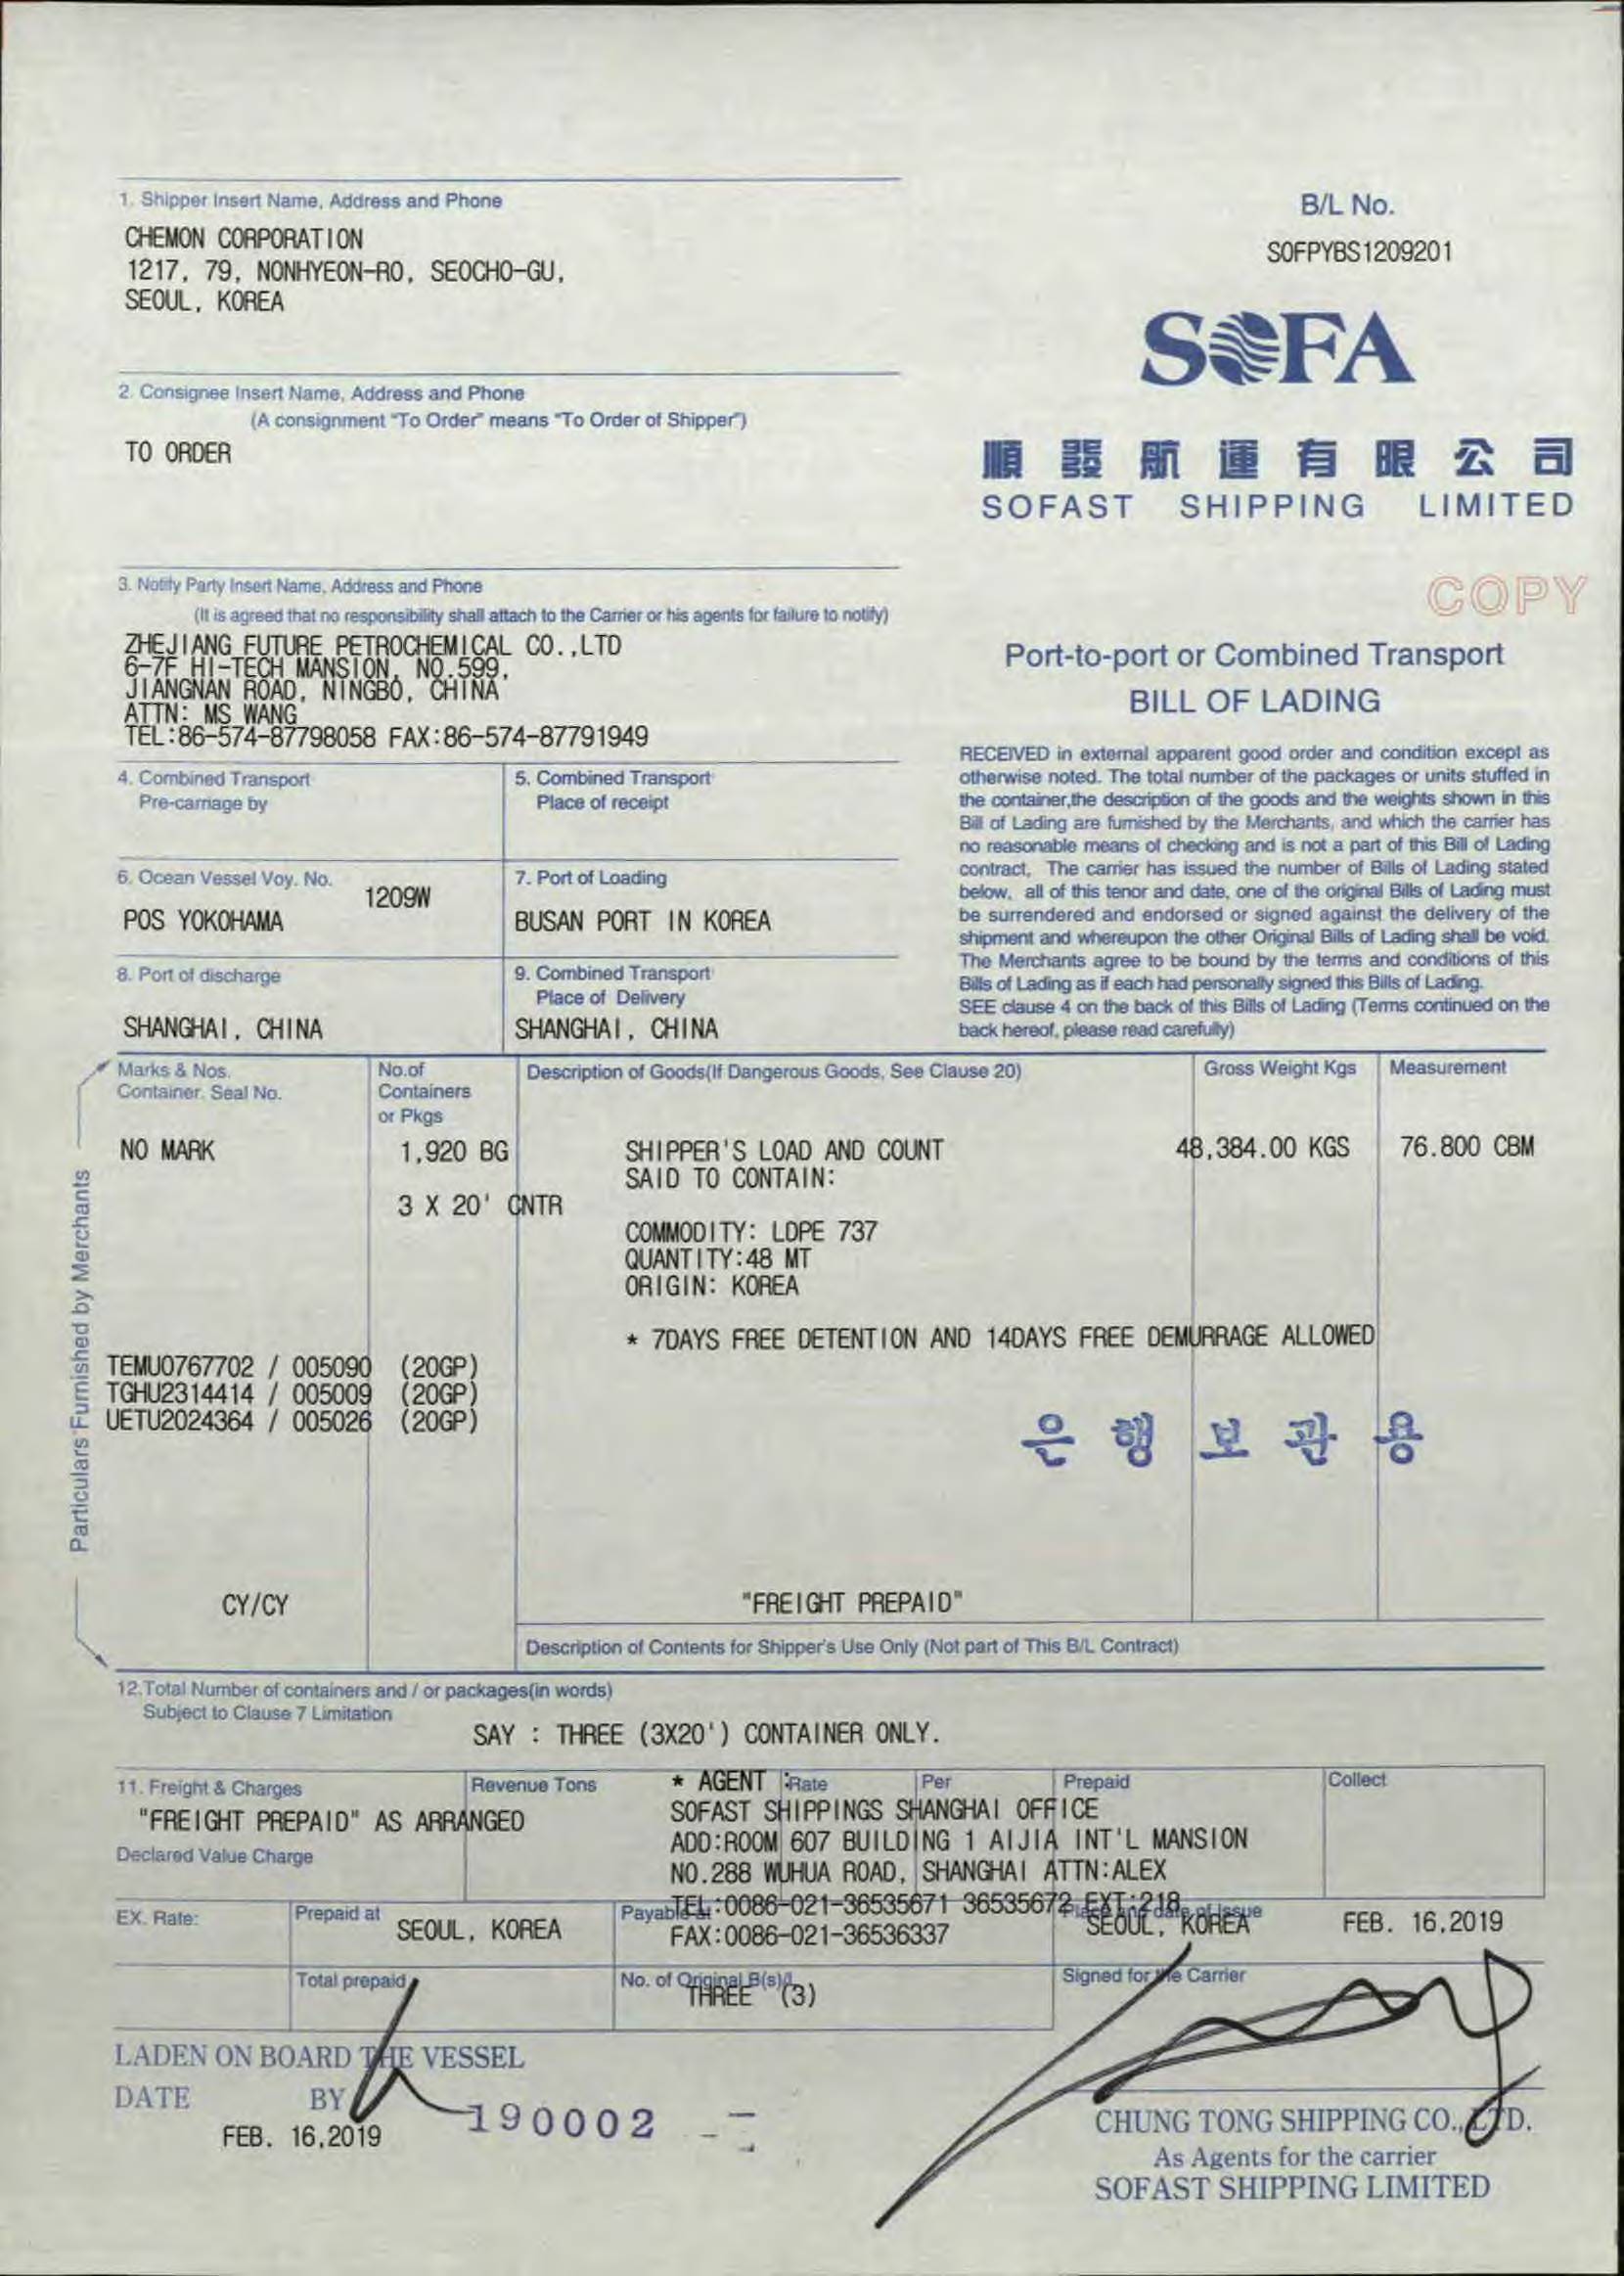 1. Shipper Insert Name, Address and Phone
CHEMON CORPORATION
1217, 79, NONHYEON-RO, SEOCHO-GU,
SEOUL, KOREA
B/L No.
SOFPYBS1209201
SOFA
順發航運有限公司
SOFAST SHIPPING LIMITED
2. Consignee Insert Name, Address and Phone
(A consignment "To Order" means "To Order of Shipper")
TO ORDER
3. Notify Party Insert Name, Address and Phone
(It is agreed that no responsibility shall attach to the Carrier or his agents for failure to notify)
ZHEJIANG FUTURE PETROCHEMICAL CO.,LTD
6-7F HI-TECH MANSION, NO.599,
JIANGNAN ROAD, NINGBO, CHINA
ATTN: MS WANG
TEL:86-574-87798058 FAX:86-574-87791949
COPY
Port-to-port or Combined Transport
BILL OF LADING
RECEIVED in external apparent good order and condition except as
otherwise noted. The total number of the packages or units stuffed in
the container,the description of the goods and the weights shown in this
Bill of Lading are furnished by the Merchants, and which the carrier has
no reasonable means of checking and is not a part of this Bill of Lading
contract, The carrier has issued the number of Bills of Lading stated
below, all of this tenor and date, one of the original Bills of Lading must
be surrendered and endorsed or signed against the delivery of the
shipment and whereupon the other Original Bills of Lading shall be void.
The Merchants agree to be bound by the terms and conditions of this
Bills of Lading as if each had personally signed this Bills of Lading.
SEE clause 4 on the back of this Bills of Lading (Terms continued on the
back hereof, please read carefully)
4. Combined Transport
Pre-carriage by
5. Combined Transport
Place of receipt
6. Ocean Vessel Voy. No.
1209W
POS YOKOHAMA
7. Port of Loading
BUSAN PORT IN KOREA
8. Port of discharge
SHANGHAI, CHINA
9. Combined Transport
Place of Delivery
SHANGHAI, CHINA
Particulars Furnished by Merchants
Marks & Nos.
Container. Seal No.
No.of
Containers
or Pkgs
Description of Goods(If Dangerous Goods, See Clause 20)
Gross Weight Kgs
Measurement
NO MARK
1,920 BG
SHIPPER'S LOAD AND COUNT
48,384.00 KGS
76.800 CBM
SAID TO CONTAIN:
3 X 20' CNTR
COMMODITY: LDPE 737
QUANTITY:48 MT
ORIGIN: KOREA
* 7DAYS FREE DETENTION AND 14DAYS FREE DEMURRAGE ALLOWED
TEMU0767702 / 005090 (20GP)
TGHU2314414 / 005009 (20GP)
UETU2024364 / 005026 (20GP)
은행보관용
CY/CY
"FREIGHT PREPAID"
Description of Contents for Shipper's Use Only (Not part of This B/L Contract)
12.Total Number of containers and / or packages(in words)
Subject to Clause 7 Limitation
SAY : THREE (3X20') CONTAINER ONLY.
11. Freight & Charges
Revenue Tons
Rate
Per
Prepaid
Collect
"FREIGHT PREPAID" AS ARRANGED
Declared Value Charge
* AGENT :
SOFAST SHIPPINGS SHANGHAI OFFICE
ADD:ROOM 607 BUILDING 1 AIJIA INT'L MANSION
NO.288 WUHUA ROAD, SHANGHAI ATTN:ALEX
TEL:0086-021-36535671 36535672 EXT:218
FAX:0086-021-36536337
EX. Rate:
Prepaid at
SEOUL, KOREA
Payable at
Place and date of Issue
SEOUL, KOREA
FEB. 16,2019
Total prepaid
No. of Original B(s)/L
THREE (3)
Signed for the Carrier
LADEN ON BOARD THE VESSEL
DATE BY
FEB. 16,2019
190002
CHUNG TONG SHIPPING CO., LTD.
As Agents for the carrier
SOFAST SHIPPING LIMITED